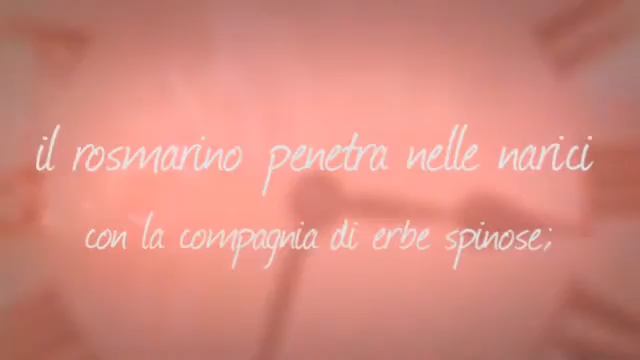 il rosmarino penetra nelle narici
con la compagnia di erbe spinose;